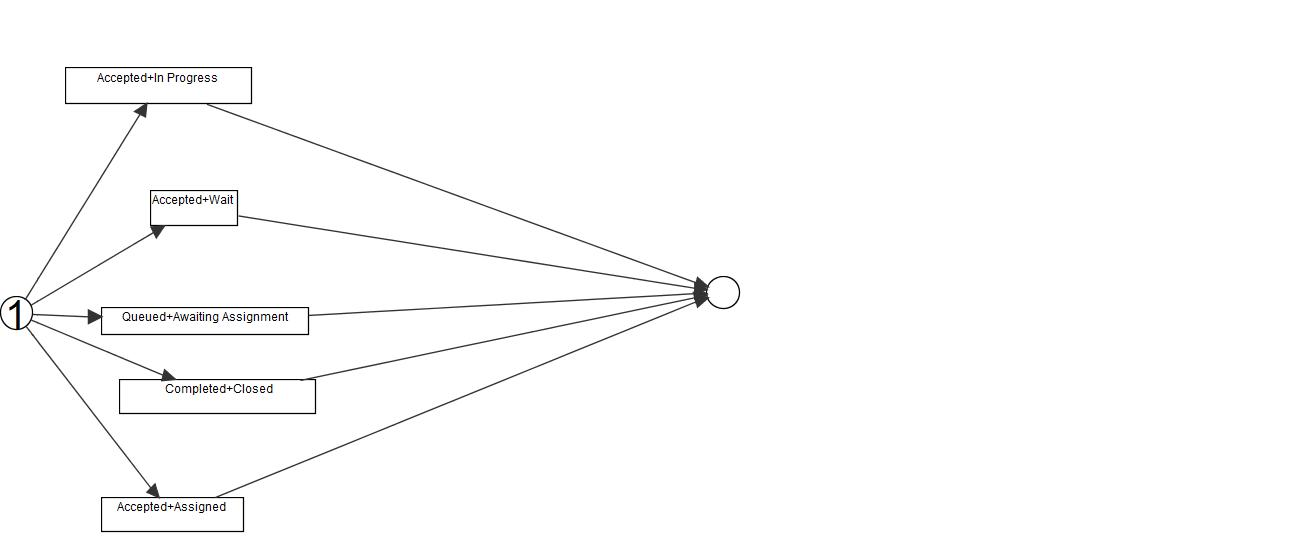 Accepted+In Progress
Accepted+Wait
1
Queued+Awaiting Assignment
Completed+Closed
Accepted+Assigned